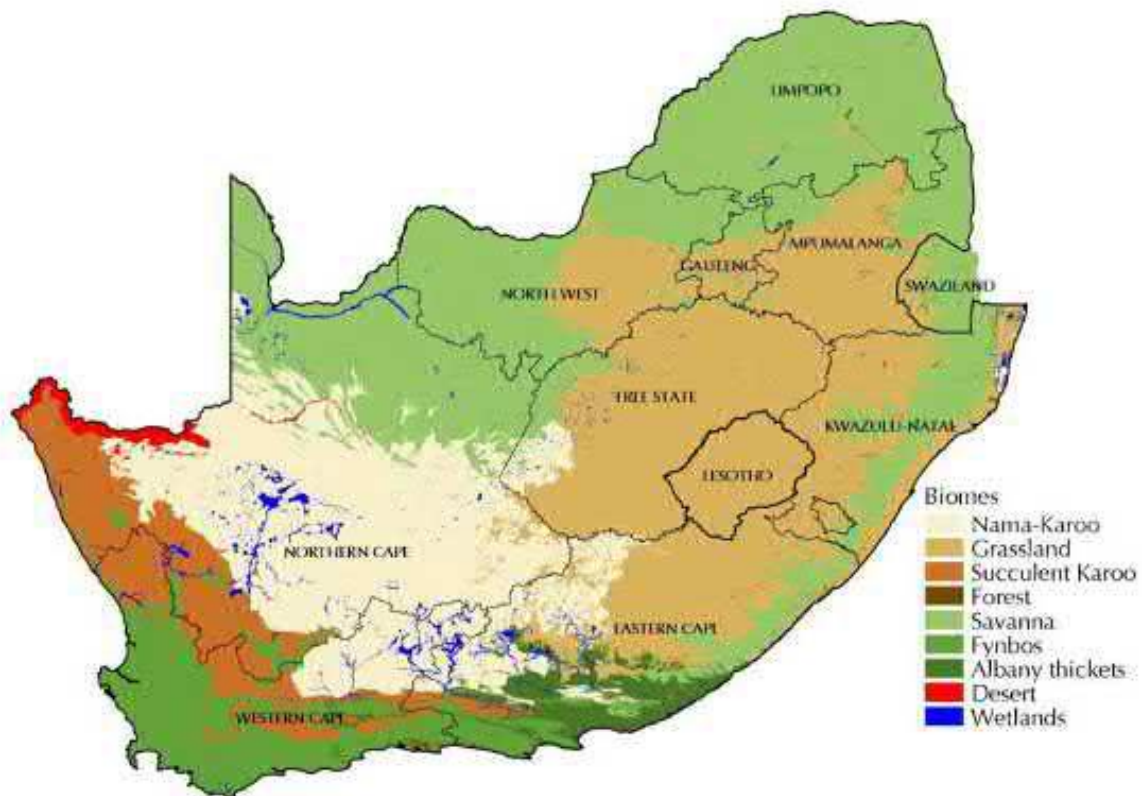 LIMPOPO
MPUMALANGA
GAUTENG
SWAZILAND
NORTH WEST
FREE STATE
KWAZULU-NATAL
LESOTHO
NORTHERN CAPE
EASTERN CAPE
WESTERN CAPE
Biomes
Nama-Karoo
Grassland
Succulent Karoo
Forest
Savanna
Fynbos
Albany thickets
Desert
Wetlands